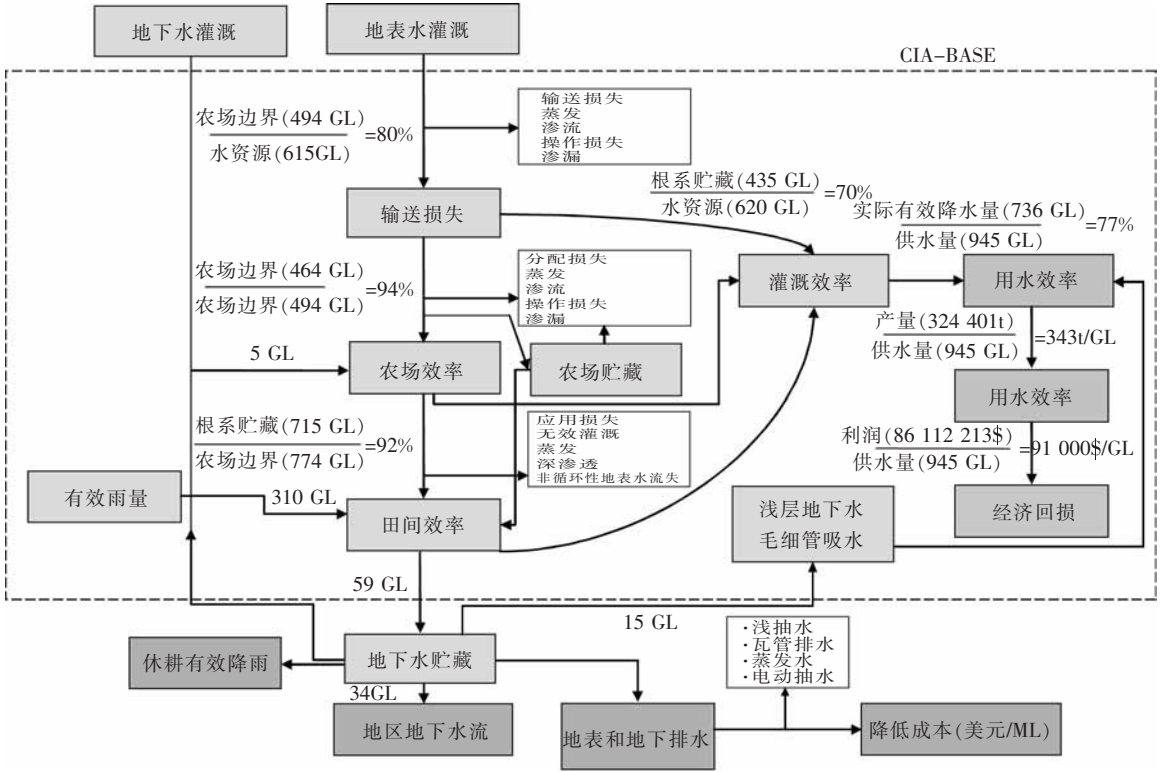 地下水灌溉
地表水灌溉
CIA-BASE
农场边界(494 GL)
水资源(615GL)
=80%
输送损失
蒸发
渗流
操作损失
渗漏
输送损失
根系贮藏(435 GL)
水资源(620 GL)
=70%
实际有效降水量(736 GL)
供水量(945 GL)
=77%
农场边界(464 GL)
农场边界(494 GL)
=94%
分配损失
蒸发
渗流
操作损失
渗漏
灌溉效率
用水效率
5 GL
农场效率
农场贮藏
产量(324 401t)
供水量(945 GL)
=343t/GL
用水效率
根系贮藏(715 GL)
农场边界(774 GL)
=92%
应用损失
无效灌溉
蒸发
深渗透
非循环性地表水流失
利润(86 112 213$)
供水量(945 GL)
=91 000$/GL
有效雨量
310 GL
田间效率
浅层地下水
毛细管吸水
经济回损
59 GL
15 GL
休耕有效降雨
地下水贮藏
·浅抽水
·瓦管排水
·蒸发水
·电动抽水
34GL
地区地下水流
地表和地下排水
降低成本(美元/ML)